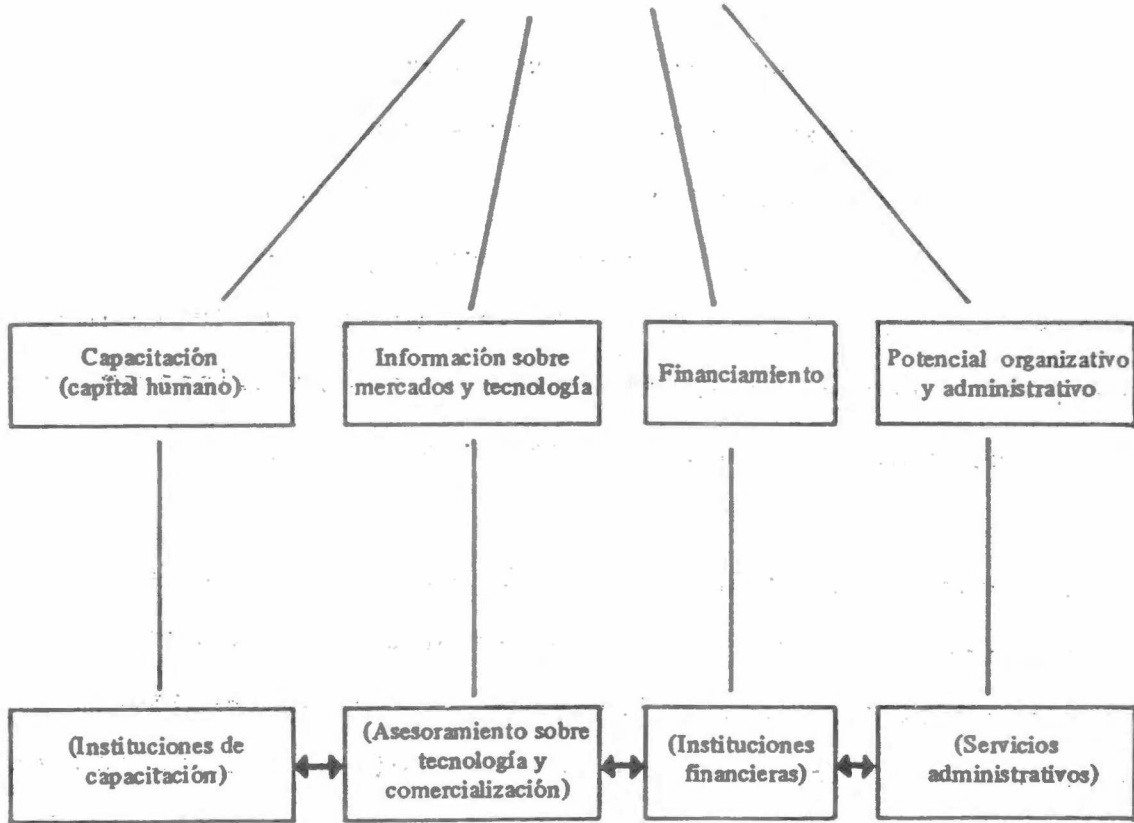 Capacitación
(capital humano)
Información sobre
mercados y tecnología
Financiamiento
Potencial organizativo
y administrativo
(Instituciones de
capacitación)
(Asesoramiento sobre
tecnología y
comercialización)
(Instituciones
financieras)
(Servicios
administrativos)